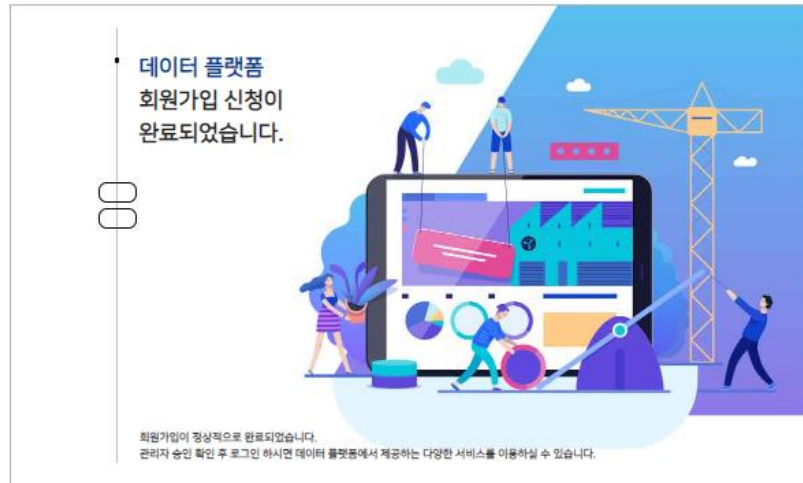 데이터 플랫폼
회원가입 신청이
완료되었습니다.
회원가입이 정상적으로 완료되었습니다.
관리자 승인 확인 후 로그인 하시면 데이터 플랫폼에서 제공하는 다양한 서비스를 이용하실 수 있습니다.